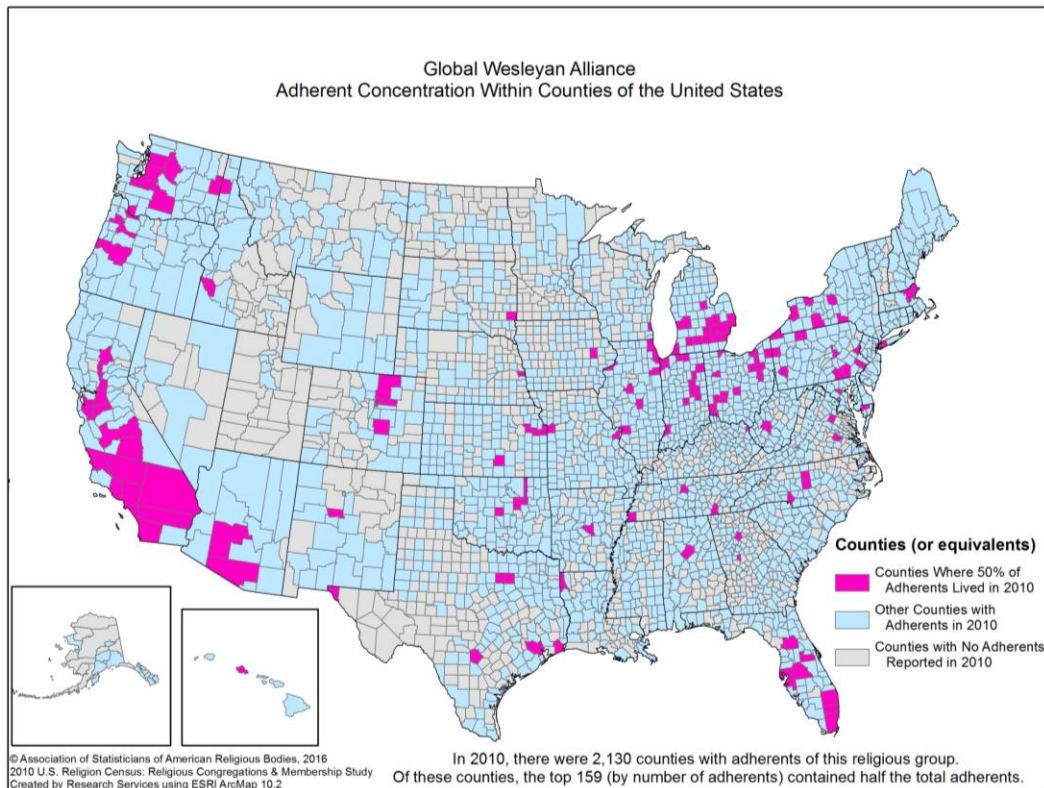 Global Wesleyan Alliance
Adherent Concentration Within Counties of the United States
Counties (or equivalents)
Counties Where 50% of
Adherents Lived in 2010
Other Counties with
Adherents in 2010
Counties with No Adherents
Reported in 2010
© Association of Statisticians of American Religious Bodies, 2016
2010 U.S. Religion Census: Religious Congregations & Membership Study
Created by Research Services using ESRI ArcMap 10.2
In 2010, there were 2,130 counties with adherents of this religious group.
Of these counties, the top 159 (by number of adherents) contained half the total adherents.